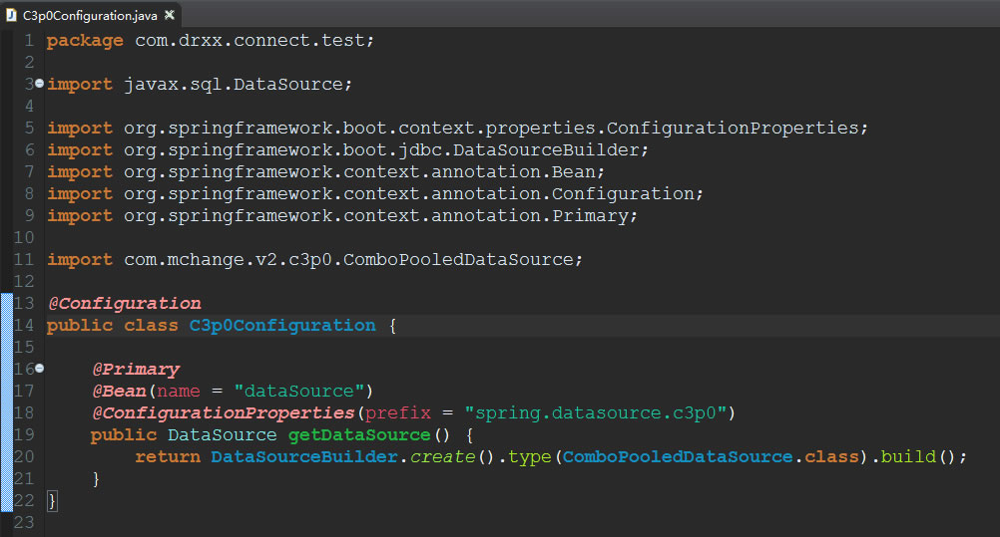 C3p0Configuration.java
1 package com.drxx.connect.test;
2
3 import javax.sql.DataSource;
4
5 import org.springframework.boot.context.properties.ConfigurationProperties;
6 import org.springframework.boot.jdbc.DataSourceBuilder;
7 import org.springframework.context.annotation.Bean;
8 import org.springframework.context.annotation.Configuration;
9 import org.springframework.context.annotation.Primary;
10
11 import com.mchange.v2.c3p0.ComboPooledDataSource;
12
13 @Configuration
14 public class C3p0Configuration {
15
16     @Primary
17     @Bean(name = "dataSource")
18     @ConfigurationProperties(prefix = "spring.datasource.c3p0")
19     public DataSource getDataSource() {
20         return DataSourceBuilder.create().type(ComboPooledDataSource.class).build();
21     }
22 }
23